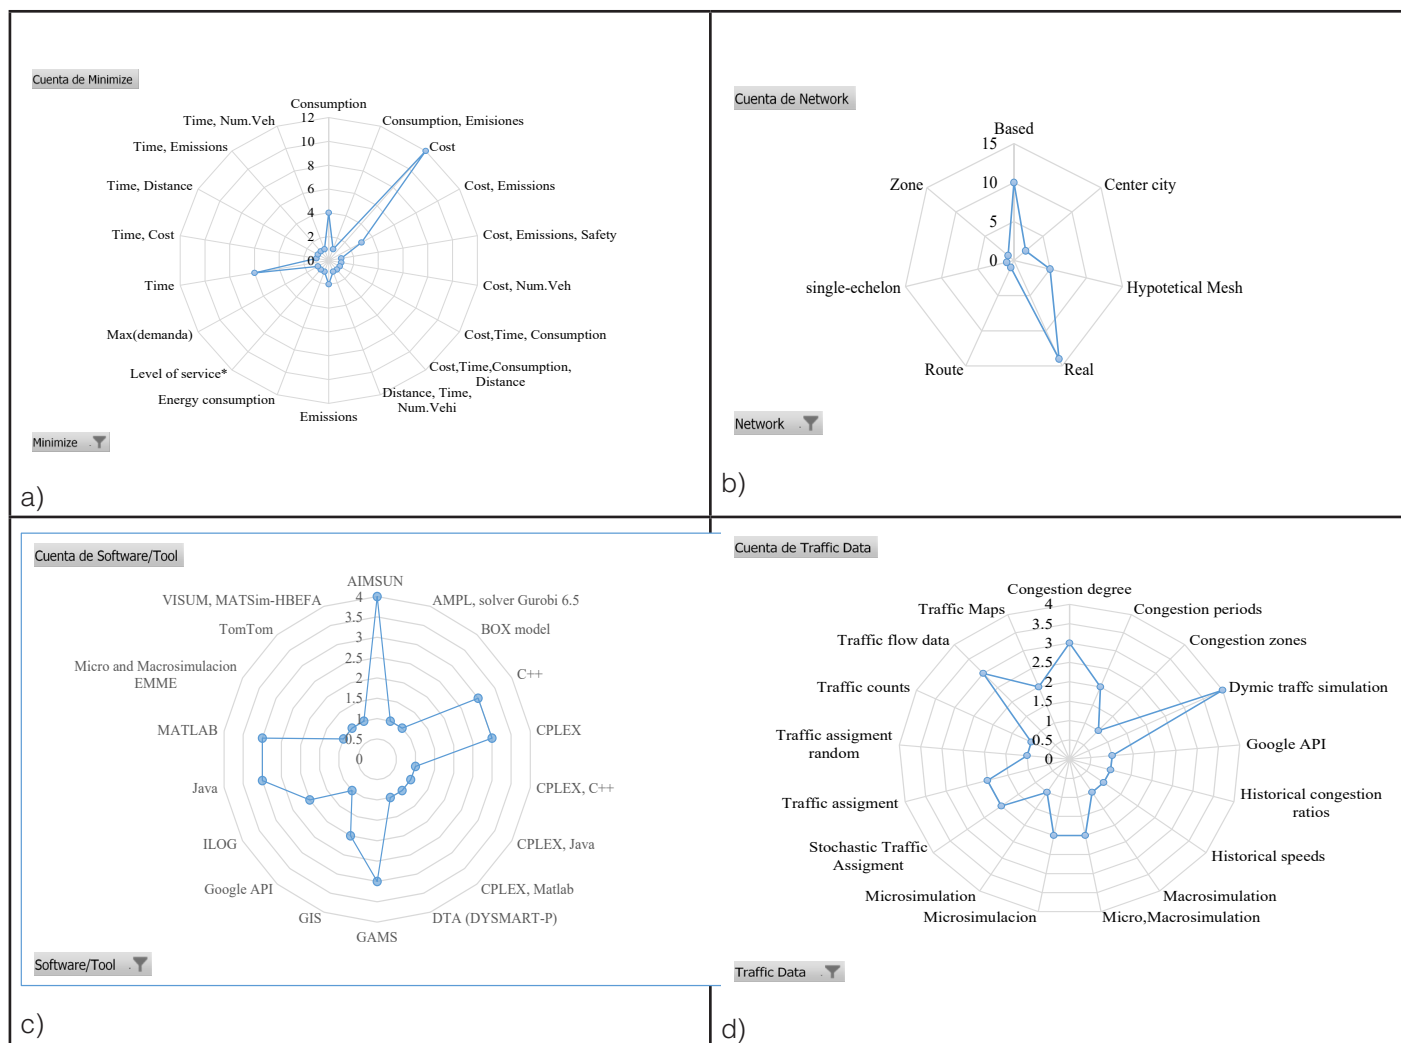 Cuenta de Minimize
Consumption
Consumption, Emisiones
Cost
Cost, Emissions
Cost, Emissions, Safety
Cost, Num.Veh
Cost,Time, Consumption
Cost,Time,Consumption,
Distance
Distance, Time,
Num.Vehi
Emissions
Energy consumption
Level of service*
Max(demanda)
Time
Time, Cost
Time, Distance
Time, Emissions
Time, Num.Veh
12
10
8
6
4
2
0
Minimize
a)
Cuenta de Network
Based
Center city
Hypotetical Mesh
Real
Route
single-echelon
Zone
15
10
5
0
Network
b)
Cuenta de Software/Tool
AIMSUN
AMPL, solver Gurobi 6.5
BOX model
C++
CPLEX
CPLEX, C++
CPLEX, Java
CPLEX, Matlab
DTA (DYSMART-P)
GAMS
GIS
Google API
ILOG
Java
MATLAB
Micro and Macrosimulacion
EMME
TomTom
VISUM, MATSim-HBEFA
4
3.5
3
2.5
2
1.5
1
0.5
0
Software/Tool
c)
Cuenta de Traffic Data
Congestion degree
Congestion periods
Congestion zones
Dymic traffc simulation
Google API
Historical congestion
ratios
Historical speeds
Macrosimulation
Micro,Macrosimulation
Microsimulacion
Microsimulation
Stochastic Traffic
Assigment
Traffic assigment
Traffic assigment
random
Traffic counts
Traffic flow data
Traffic Maps
4
3.5
3
2.5
2
1.5
1
0.5
0
Traffic Data
d)